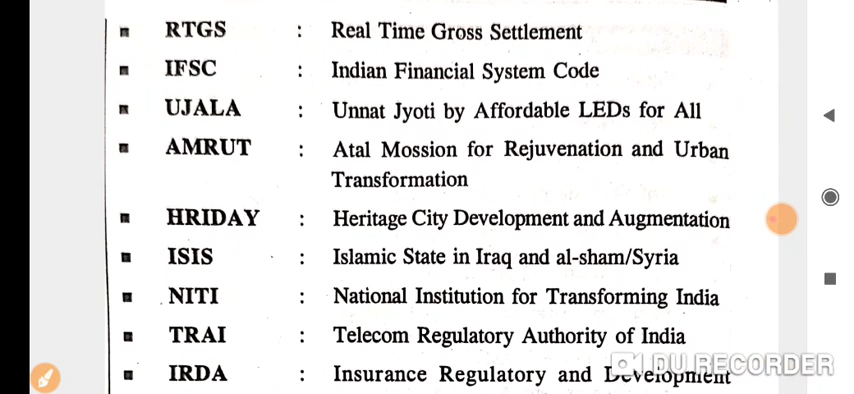 RTGS : Real Time Gross Settlement
IFSC : Indian Financial System Code
UJALA : Unnat Jyoti by Affordable LEDs for All
AMRUT : Atal Mossion for Rejuvenation and Urban
Transformation
HRIDAY : Heritage City Development and Augmentation
ISIS : Islamic State in Iraq and al-sham/Syria
NITI : National Institution for Transforming India
TRAI : Telecom Regulatory Authority of India
DU RECORDER
IRDA : Insurance Regulatory and Development